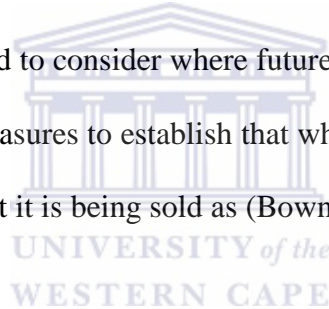 d to consider where future
asures to establish that wh
t it is being sold as (Bown
UNIVERSITY of the
WESTERN CAPE